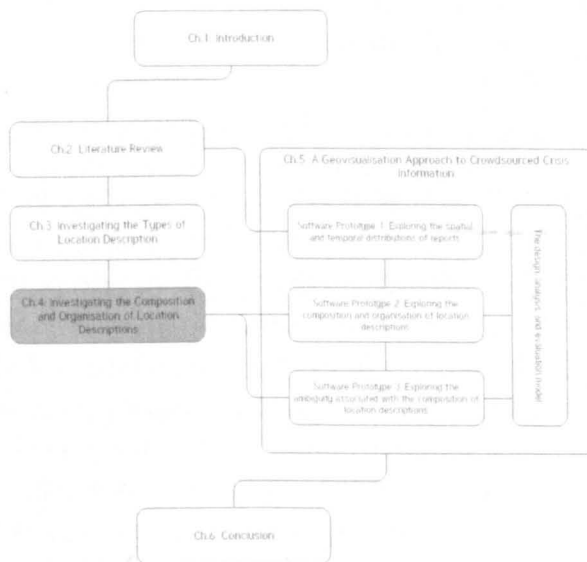 Ch.1: Introduction
Ch.2: Literature Review
Ch.5: A Geovisualisation Approach to Crowdsourced Crisis
Information
Ch.3: Investigating the Types of
Location Description
Software Prototype 1: Exploring the spatial
and temporal distributions of reports
Ch.4: Investigating the Composition
and Organisation of Location
Descriptions
Software Prototype 2: Exploring the
composition and organisation of location
descriptions
Software Prototype 3: Exploring the
ambiguity associated with the composition of
location descriptions
The design, analysis, and evaluation model
Ch.6: Conclusion